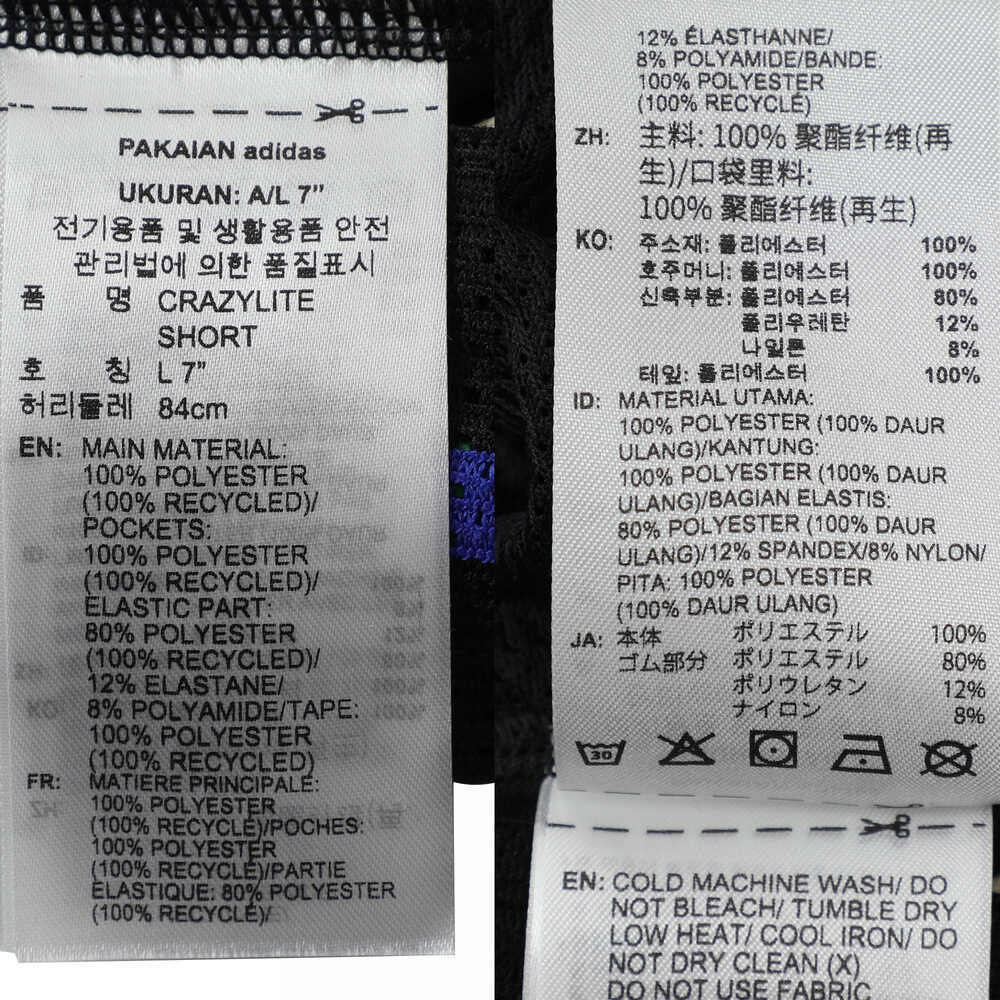 PAKAIAN adidas
UKURAN: A/L 7”
전기용품 및 생활용품 안전
관리법에 의한 품질표시
품 명 CRAZYLITE
SHORT
호 칭 L 7”
허리둘레 84cm
EN: MAIN MATERIAL:
100% POLYESTER
(100% RECYCLED)/
POCKETS:
100% POLYESTER
(100% RECYCLED)/
ELASTIC PART:
80% POLYESTER
(100% RECYCLED)/
12% ELASTANE/
8% POLYAMIDE/TAPE:
100% POLYESTER
(100% RECYCLED)
FR: MATIERE PRINCIPALE:
100% POLYESTER
(100% RECYCLÉ)/POCHES:
100% POLYESTER
(100% RECYCLÉ)/PARTIE
ELASTIQUE: 80% POLYESTER
(100% RECYCLÉ)/
12% ÉLASTHANNE/
8% POLYAMIDE/BANDE:
100% POLYESTER
(100% RECYCLÉ)
ZH: 主料: 100% 聚酯纤维(再
生)/口袋里料:
100% 聚酯纤维(再生)
KO: 주소재: 폴리에스터 100%
호주머니: 폴리에스터 100%
신축부분: 폴리에스터 80%
폴리우레탄 12%
나일론 8%
테잎: 폴리에스터 100%
ID: MATERIAL UTAMA:
100% POLYESTER (100% DAUR
ULANG)/KANTUNG:
100% POLYESTER (100% DAUR
ULANG)/BAGIAN ELASTIS:
80% POLYESTER (100% DAUR
ULANG)/12% SPANDEX/8% NYLON/
PITA: 100% POLYESTER
(100% DAUR ULANG)
JA: 本体 ポリエステル 100%
ゴム部分 ポリエステル 80%
ポリウレタン 12%
ナイロン 8%
30
EN: COLD MACHINE WASH/ DO
NOT BLEACH/ TUMBLE DRY
LOW HEAT/ COOL IRON/ DO
NOT DRY CLEAN (X)
DO NOT USE FABRIC